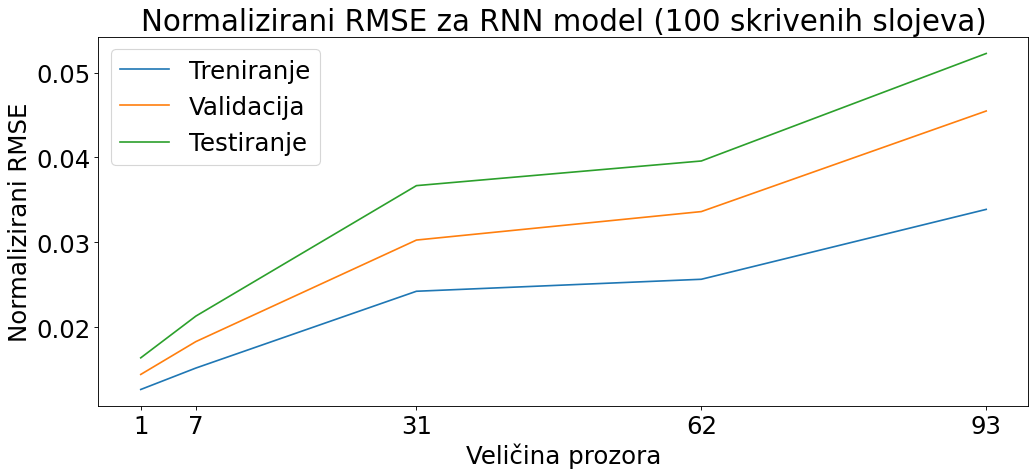 Normalizirani RMSE za RNN model (100 skrivenih slojeva)
Treniranje
Validacija
Testiranje
Normalizirani RMSE
0.05
0.04
0.03
0.02
1 7 31 62 93
Veličina prozora